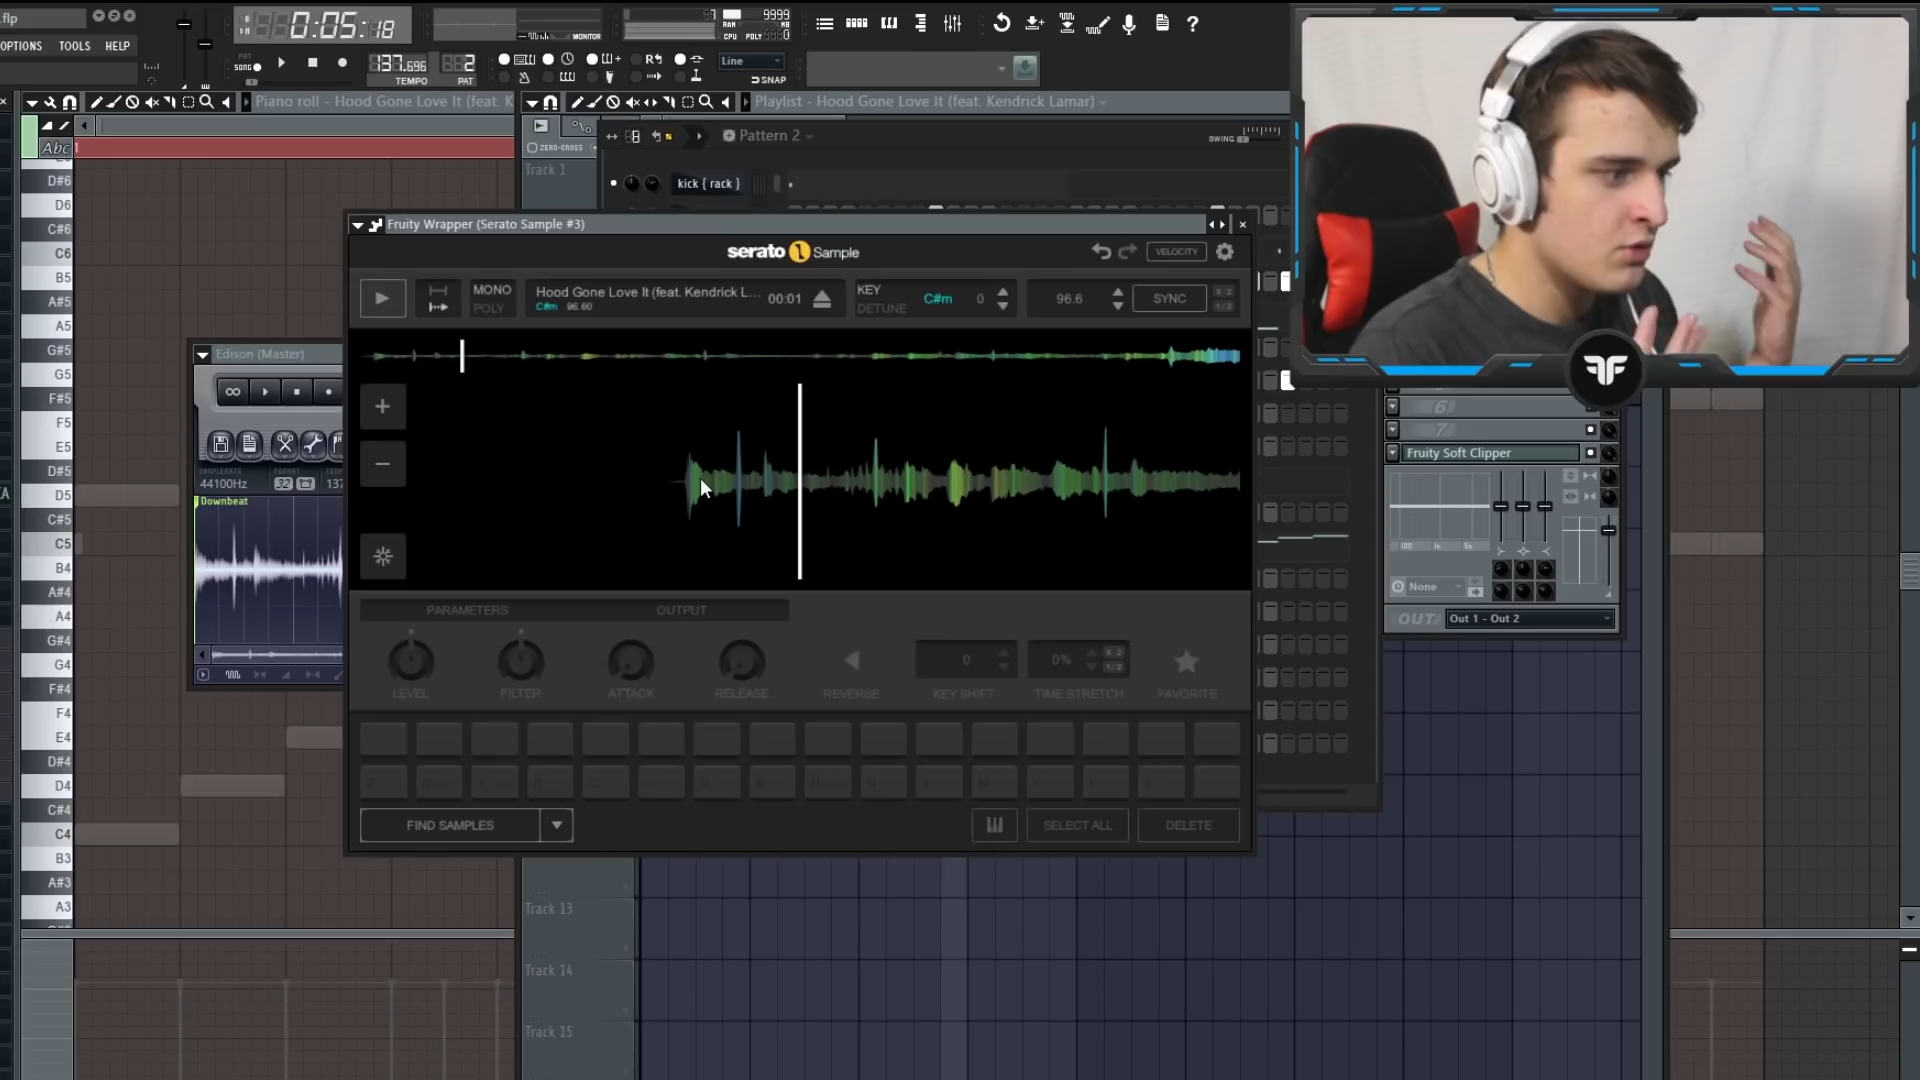 .flp
0:05:18
9999
MONITOR
CPU
RAM
POLY
OPTIONS TOOLS HELP
PAT
SONG
137.696
TEMPO
PAT
Line
SNAP
Piano roll - Hood Gone Love It (feat. K
Playlist - Hood Gone Love It (feat. Kendrick Lamar)
Pattern 2
SWING
Abc
ZERO-CROSS
Track 1
kick { rack }
D#6
D6
C#6
C6
B5
A#5
A5
G#5
G5
F#5
F5
E5
D#5
D5
C#5
C5
B4
A#4
A4
G#4
G4
F#4
F4
E4
D#4
D4
C#4
C4
B3
A#3
A3
Edison (Master)
SAMPLERATE
FORMAT
44100Hz
32
137
Downbeat
Fruity Wrapper (Serato Sample #3)
serato Sample
VELOCITY
MONO
POLY
Hood Gone Love It (feat. Kendrick L...
C#m 96.60
00:01
KEY
DETUNE
C#m
0
96.6
SYNC
X 2
1/2
PARAMETERS
OUTPUT
LEVEL
FILTER
ATTACK
RELEASE
REVERSE
0
KEY SHIFT
0%
X 2
1/2
TIME STRETCH
FAVORITE
FIND SAMPLES
SELECT ALL
DELETE
6
7
Fruity Soft Clipper
None
OUT
Out 1 - Out 2
Track 13
Track 14
Track 15